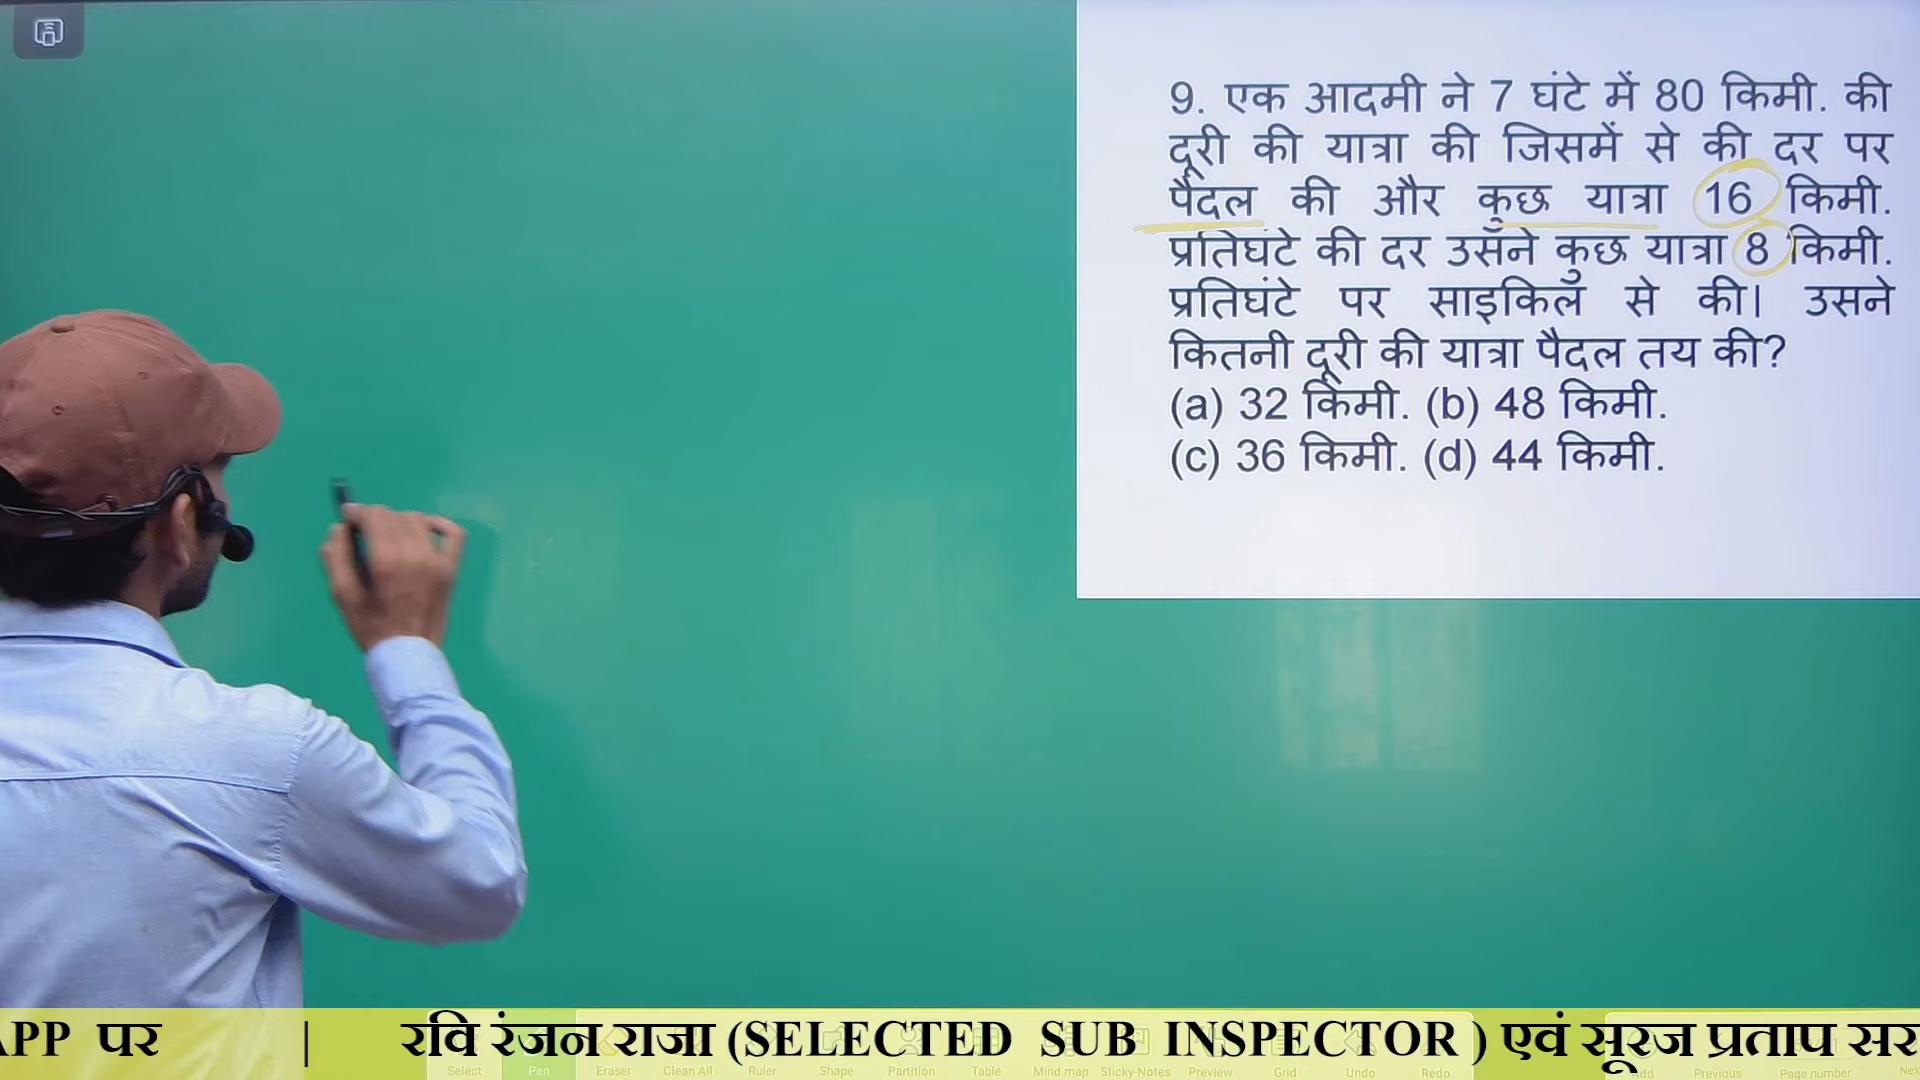 9. एक आदमी ने 7 घंटे में 80 किमी. की
दूरी की यात्रा की जिसमें से की दर पर
पैदल की और कुछ यात्रा 16 किमी.
प्रतिघंटे की दर उसने कुछ यात्रा 8 किमी.
प्रतिघंटे पर साइकिल से की। उसने
कितनी दूरी की यात्रा पैदल तय की?
(a) 32 किमी. (b) 48 किमी.
(c) 36 किमी. (d) 44 किमी.
APP पर | रवि रंजन राजा (SELECTED SUB INSPECTOR ) एवं सूरज प्रताप सर
Select Pen Eraser Clean All Ruler Shape Partition Table Mind map Sticky-Notes Preview Grid Undo Redo Add Previous Page number